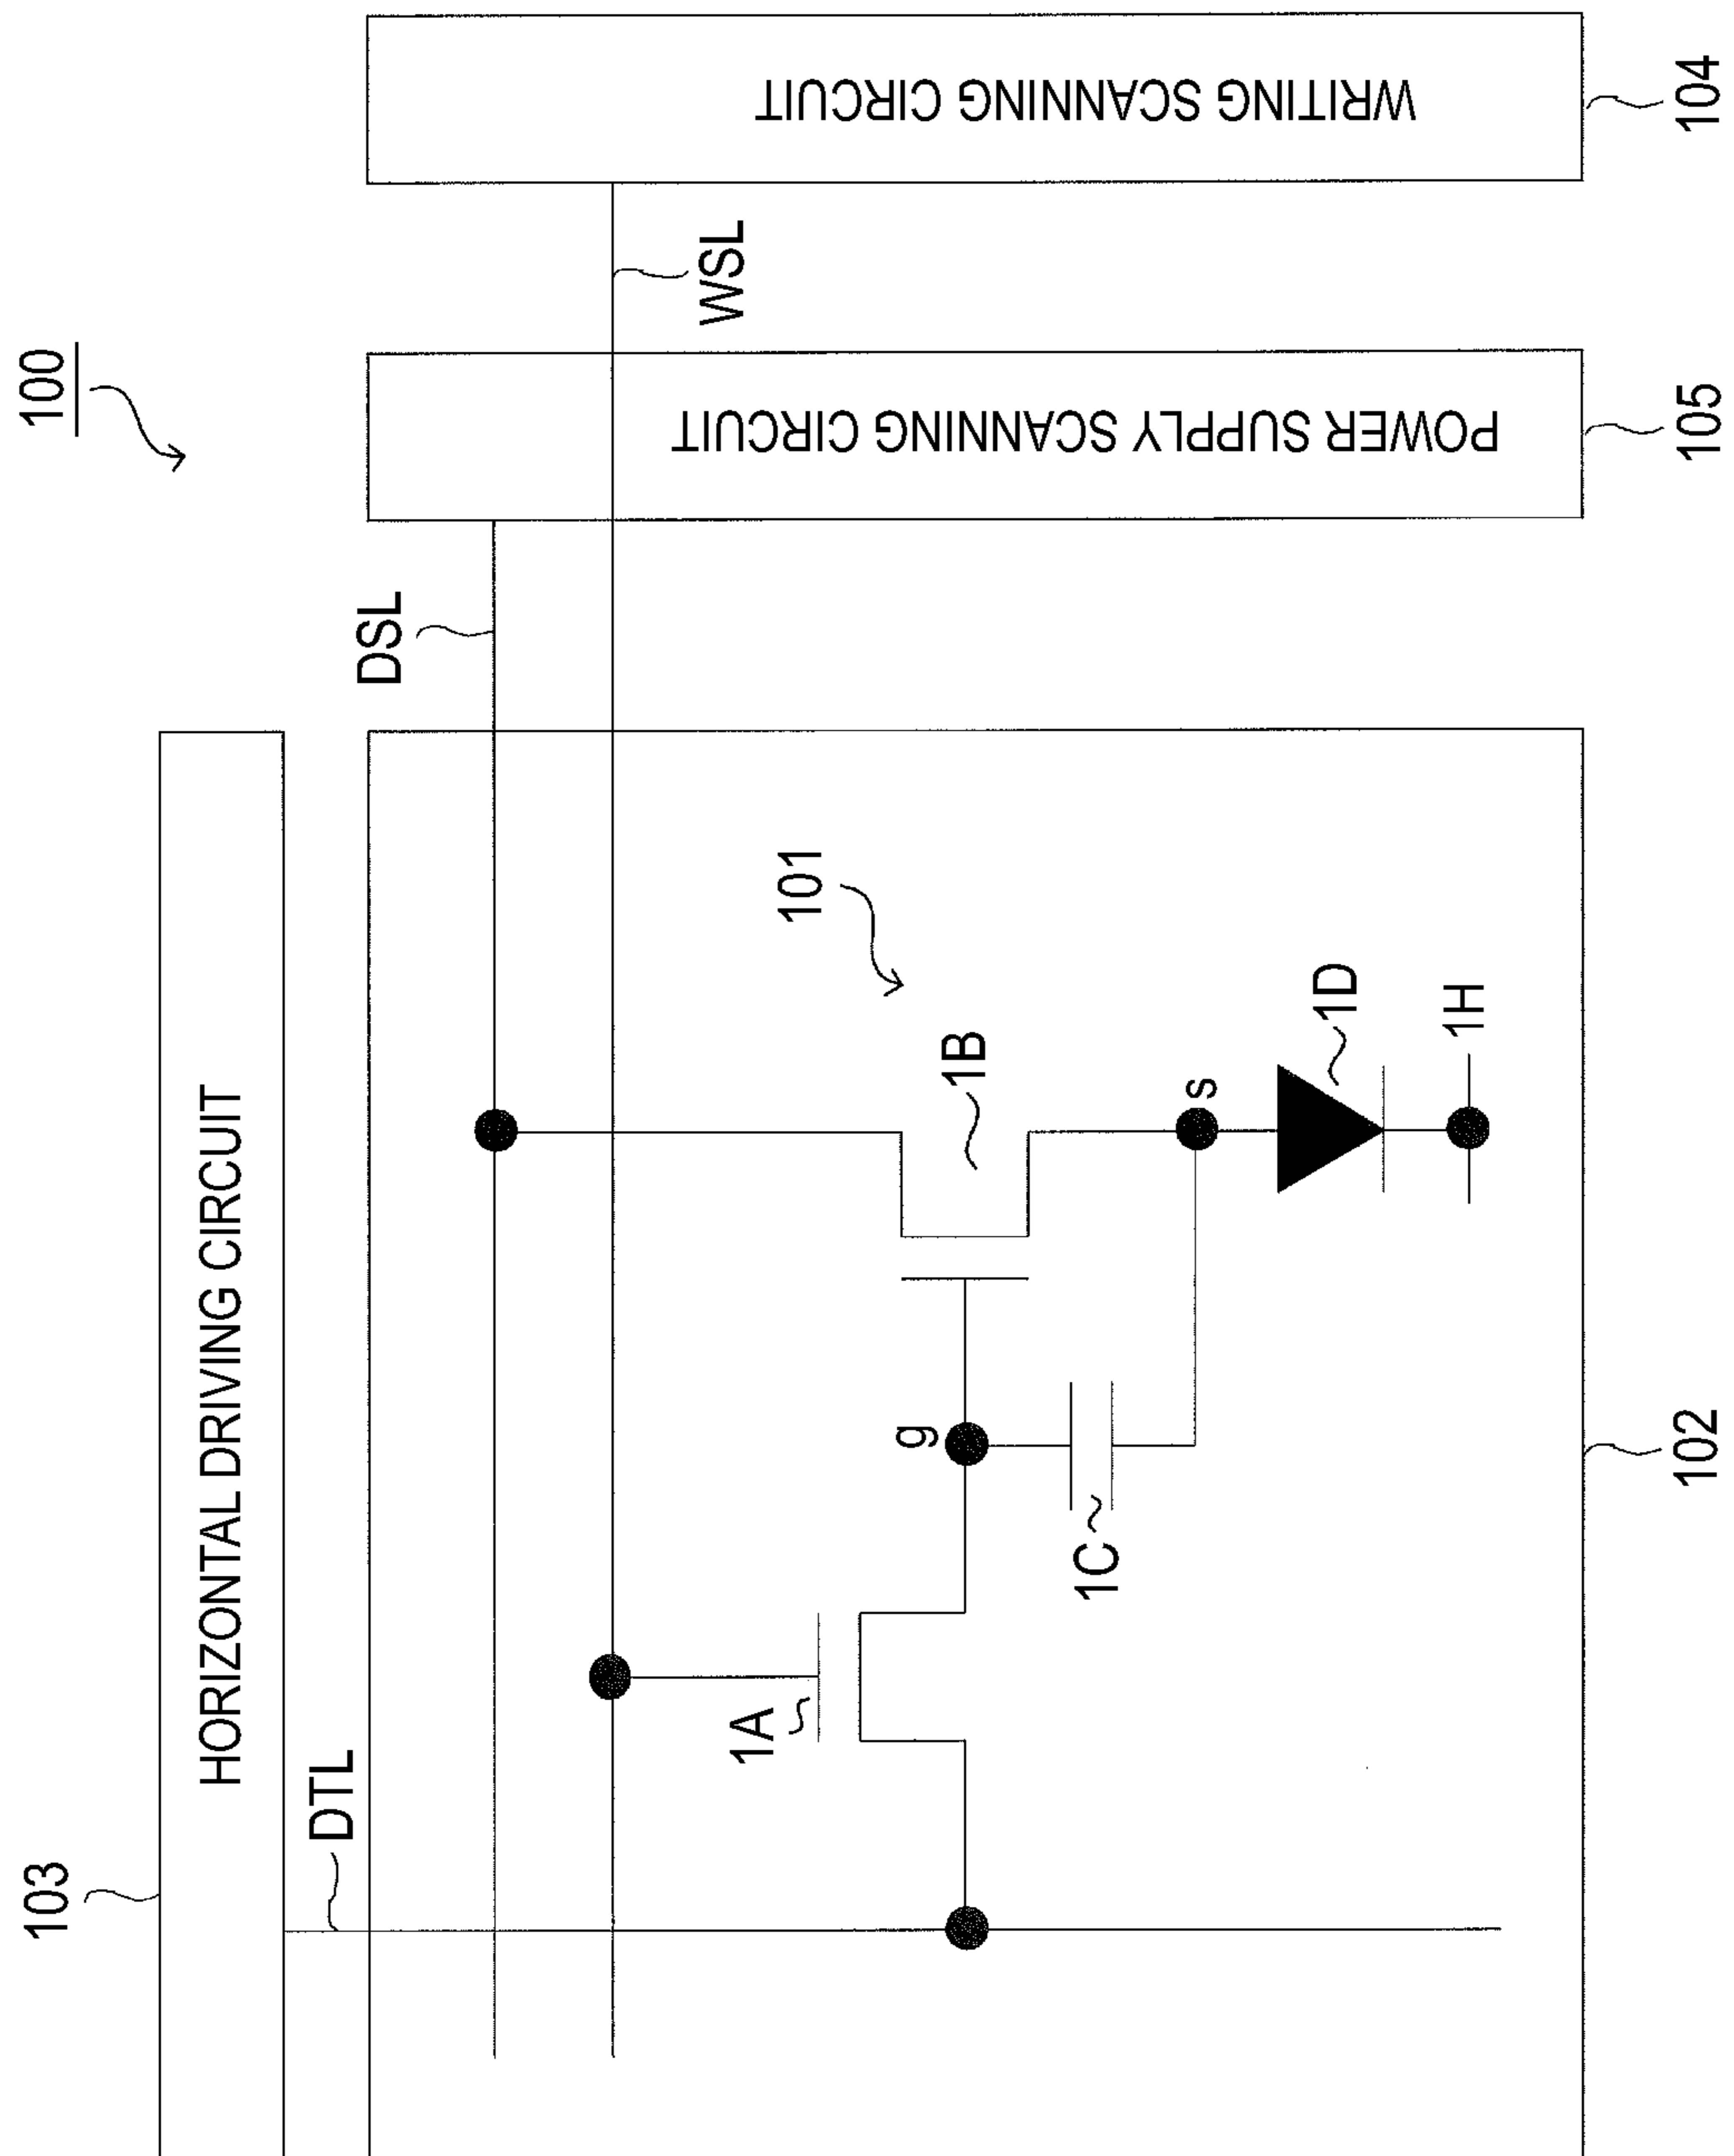 100
103
HORIZONTAL DRIVING CIRCUIT
DTL
DSL
WSL
POWER SUPPLY SCANNING CIRCUIT
105
WRITING SCANNING CIRCUIT
104
101
1A
1B
g
1C
s
1D
1H
102